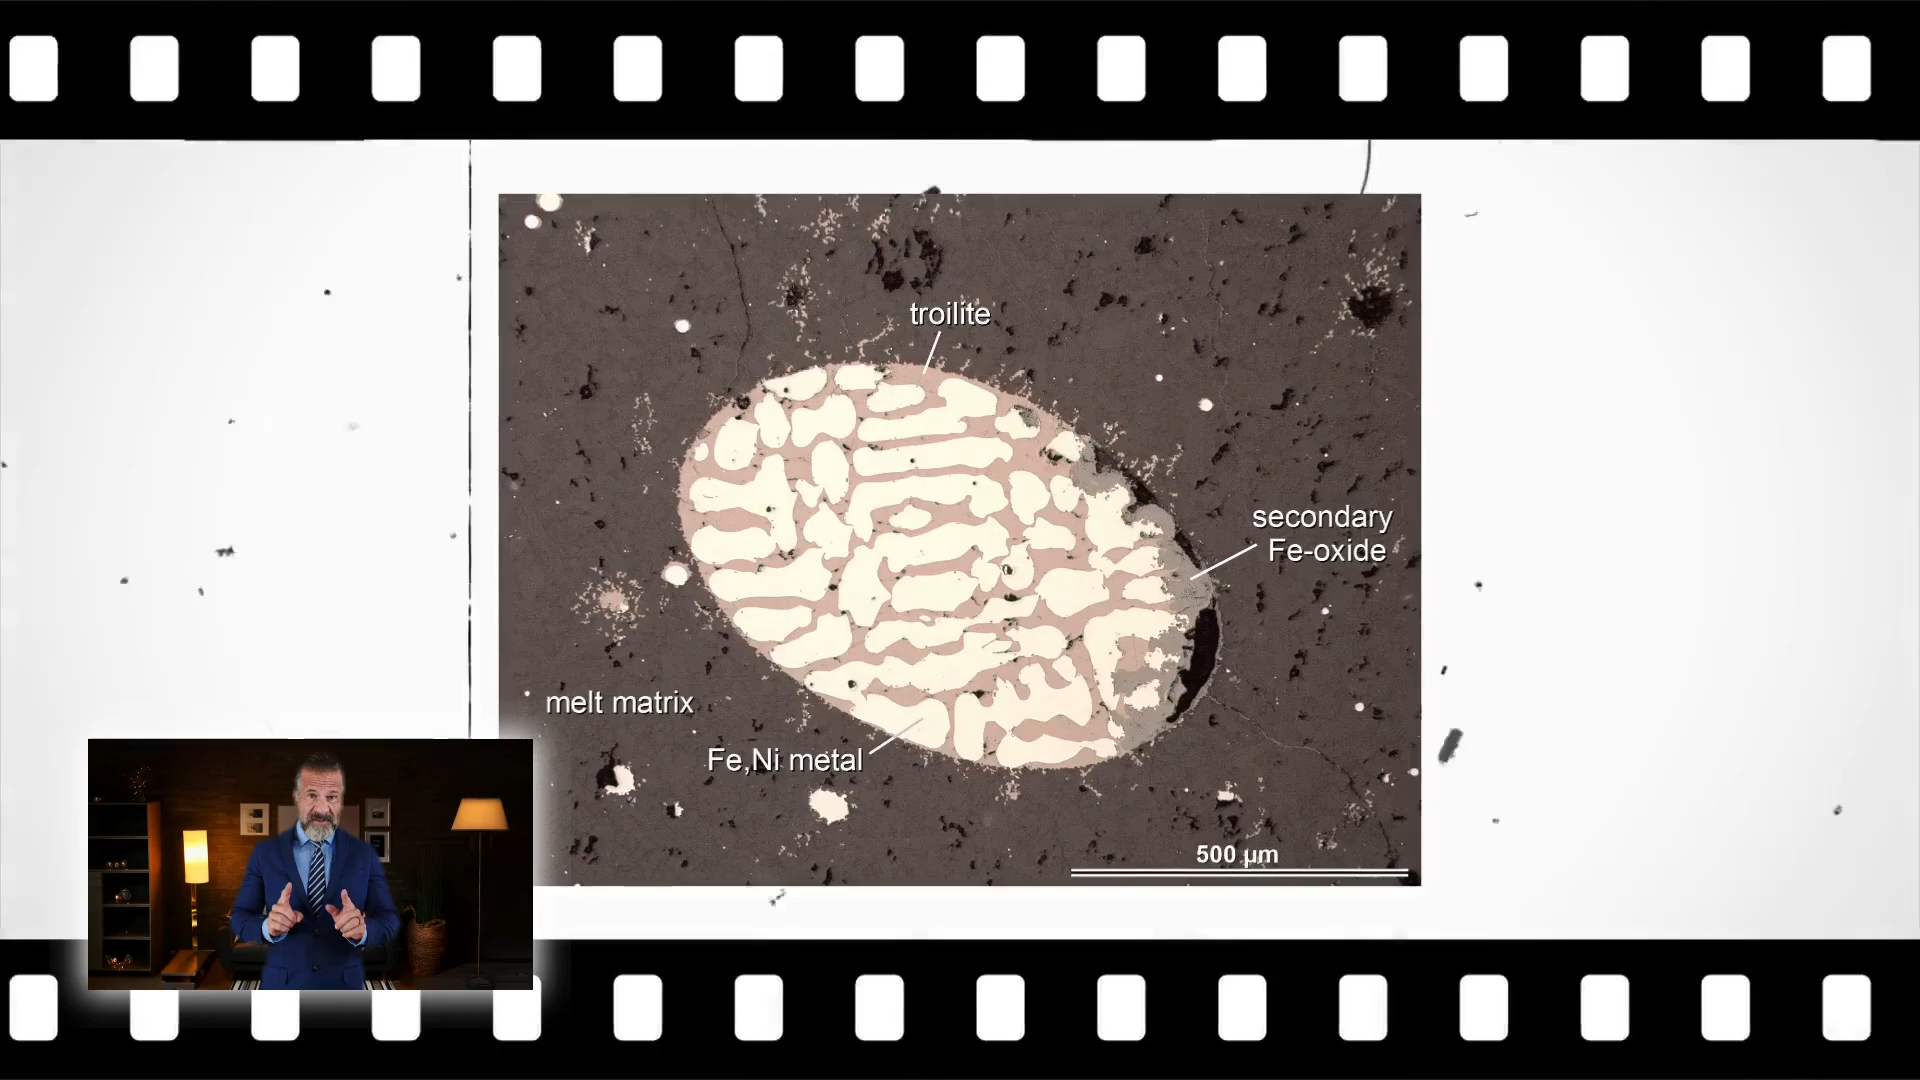 troilite
secondary
Fe-oxide
melt matrix
Fe,Ni metal
500 µm